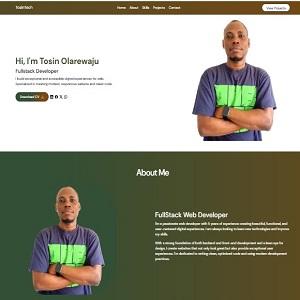 tosintech
Home About Skills Projects Contact
View Projects
Hi, I'm Tosin Olarewaju
Fullstack Developer
I build exceptional and accessible digital experiences for web.
Specialized in creating modern, responsive website and clean code.
Download CV
About Me
FullStack Web Developer
I'm a passionate web developer with 5 years of experience creating beautiful, functional, and
user-centered digital experiences. I am always looking to learn new technologies and improve
my skills.
With a strong foundation of both backend and front-end development and a keen eye for
design, I create websites that not only look great but also provide exceptional user
experiences. I'm dedicated to writing clean, optimized code and using modern development
practices.